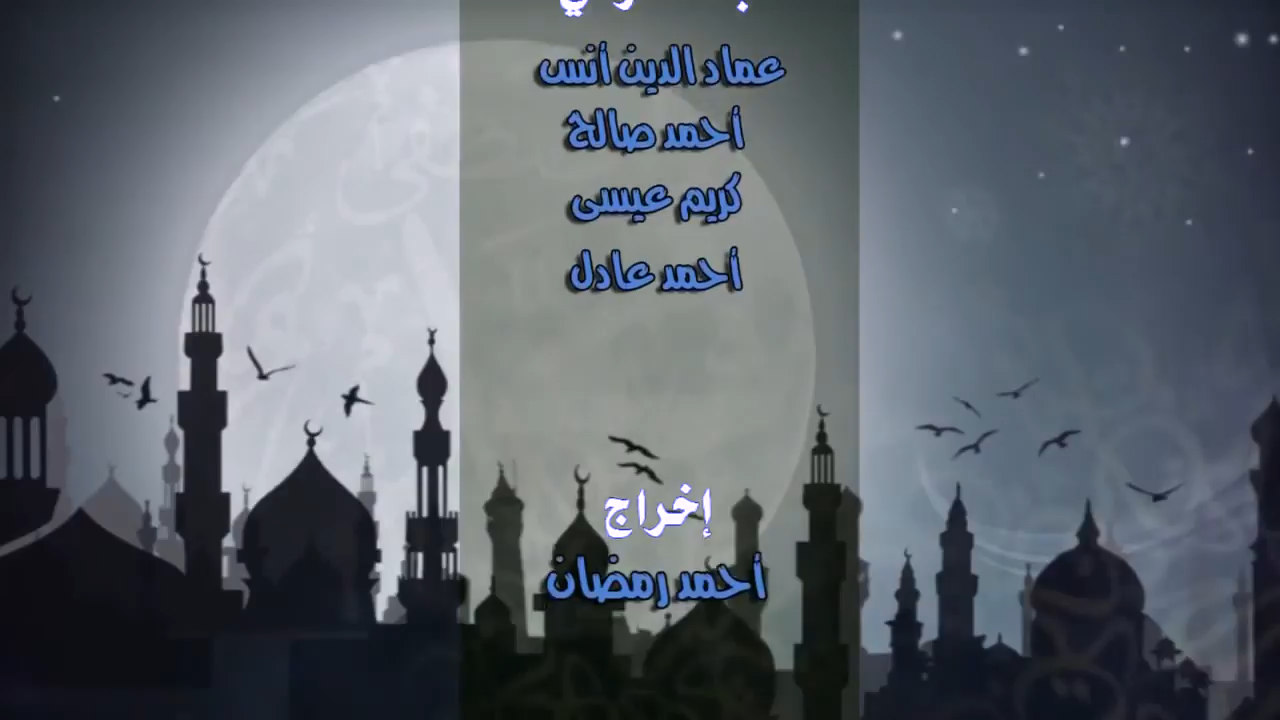 عماد الدين أنس
أحمد صالح
كريم عيسى
أحمد عادل
إخراج
أحمد رمضان